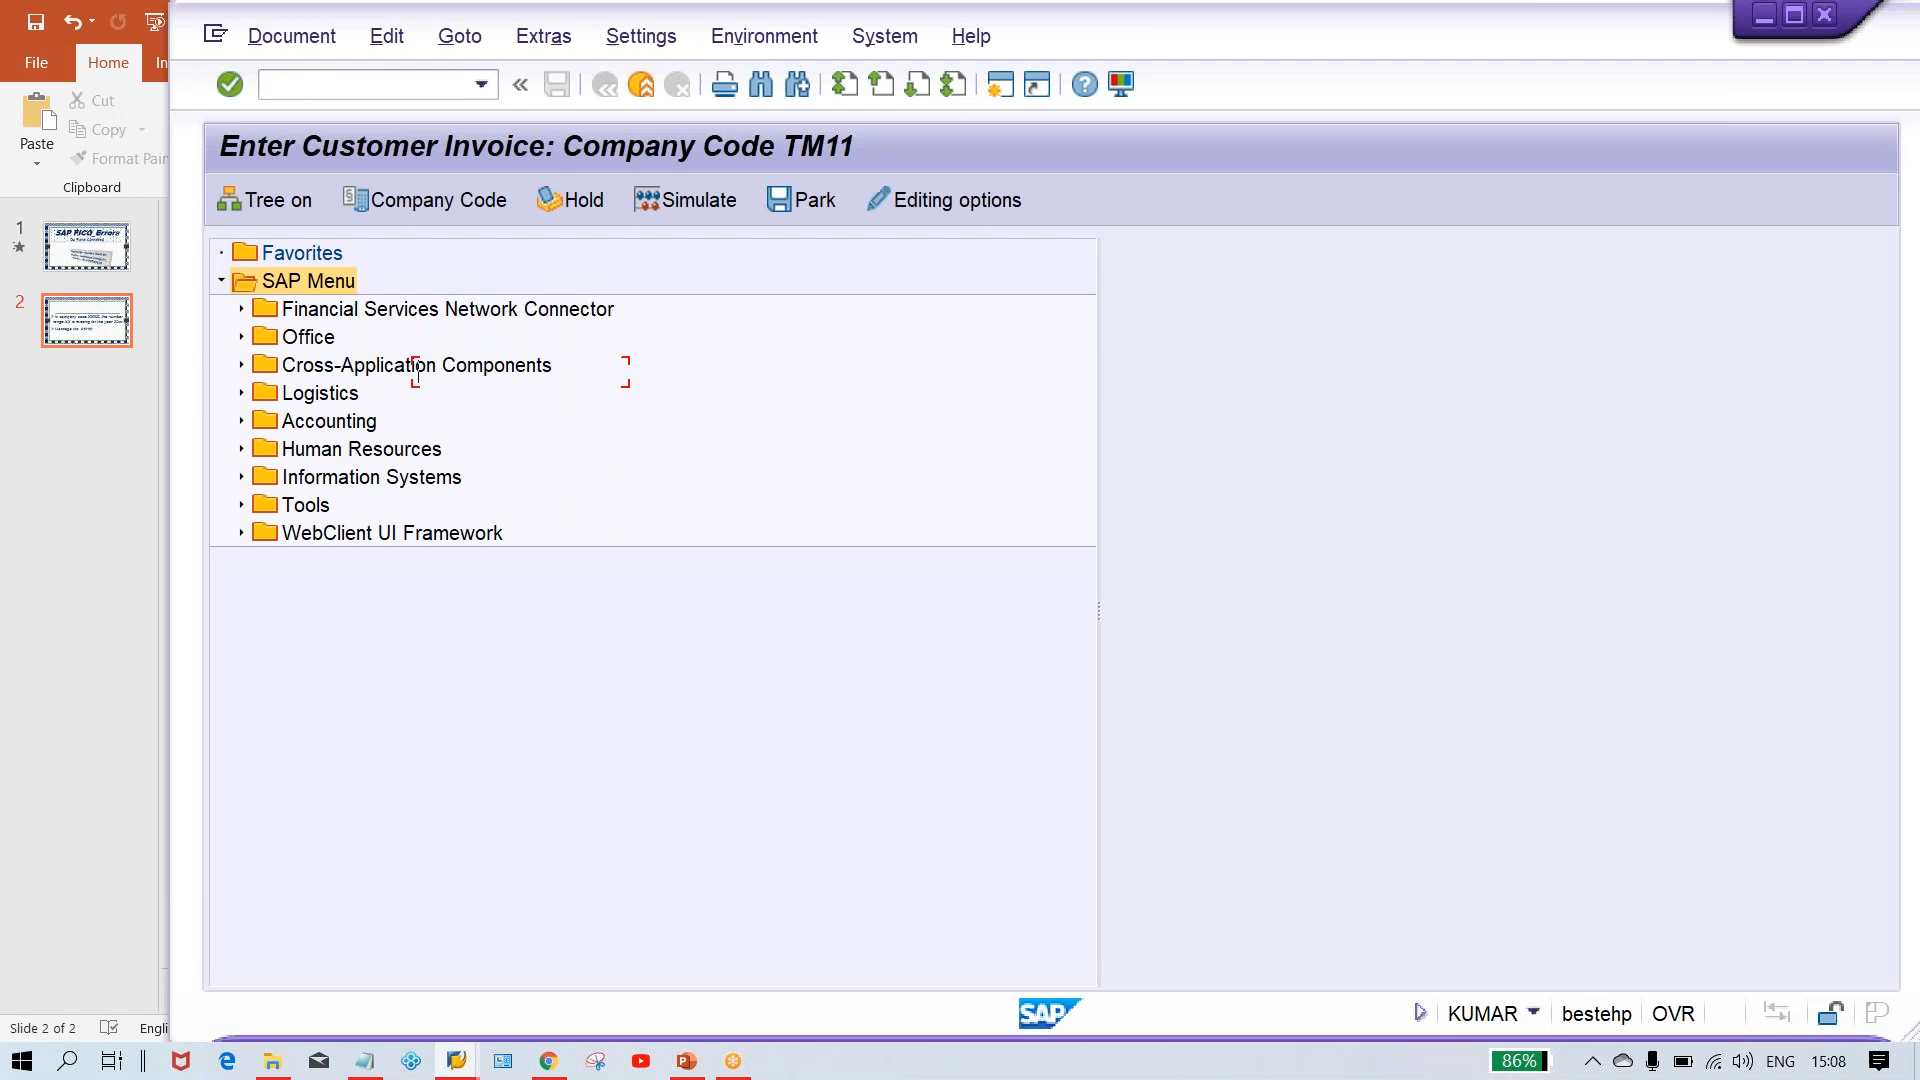 Document Edit Goto Extras Settings Environment System Help
File Home In
Cut
Copy
Paste
Format Pain
Clipboard
Enter Customer Invoice: Company Code TM11
Tree on Company Code Hold Simulate Park Editing options
1
SAP FICO_Errors
2
Favorites
SAP Menu
Financial Services Network Connector
Office
Cross-Application Components
Logistics
Accounting
Human Resources
Information Systems
Tools
WebClient UI Framework
SAP
KUMAR bestehp OVR
Slide 2 of 2 Engli
86% ENG 15:08